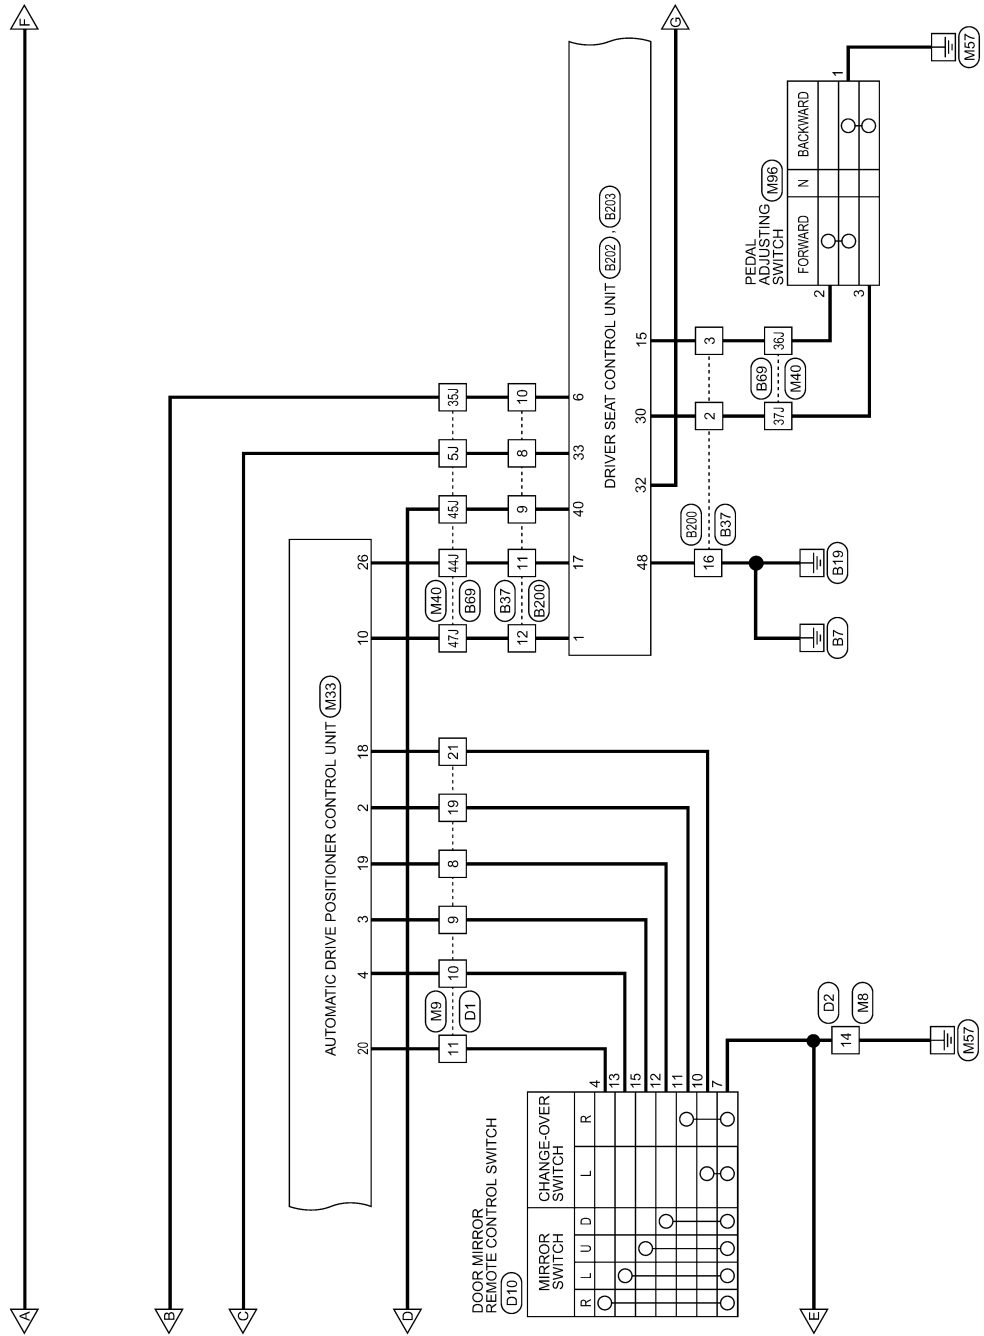 F
G
A
B
C
D
E
AUTOMATIC DRIVE POSITIONER CONTROL UNIT M33
20
4
3
19
2
18
10
26
M9
D1
11
10
9
8
19
21
M40
B69
47J
44J
45J
5J
35J
B37
B200
12
11
9
8
10
1
17
40
33
6
DRIVER SEAT CONTROL UNIT B202 , B203
48
32
30
15
B200
B37
16
2
3
B69
M40
37J
36J
B7
B19
PEDAL
ADJUSTING
SWITCH
M96
FORWARD
N
BACKWARD
2
3
1
M57
DOOR MIRROR
REMOTE CONTROL SWITCH
D10
MIRROR
SWITCH
CHANGE-OVER
SWITCH
R
L
U
D
L
R
4
13
15
12
11
10
7
14
D2
M8
M57